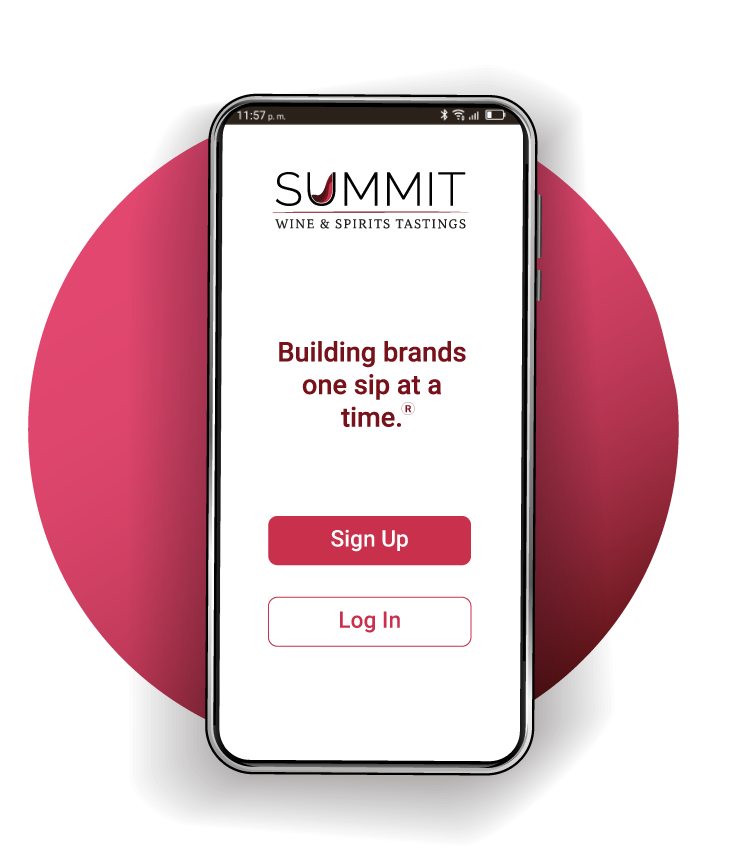 11:57 p. m.
SUMMIT
WINE & SPIRITS TASTINGS
Building brands
one sip at a
time.®
Sign Up
Log In